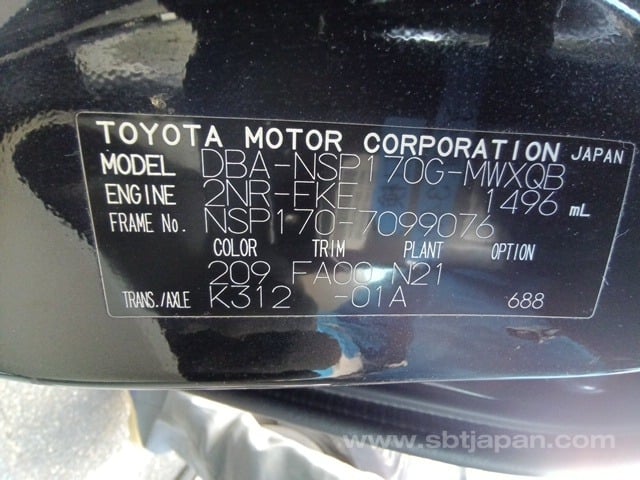 TOYOTA MOTOR CORPORATION JAPAN
MODEL DBA-NSP170G-MWXQB
ENGINE 2NR-FKE 1496 mL
FRAME No. NSP170-7099076
COLOR TRIM PLANT OPTION
209 FA00 N21
TRANS./AXLE K312 -01A 688
www.sbtjapan.com